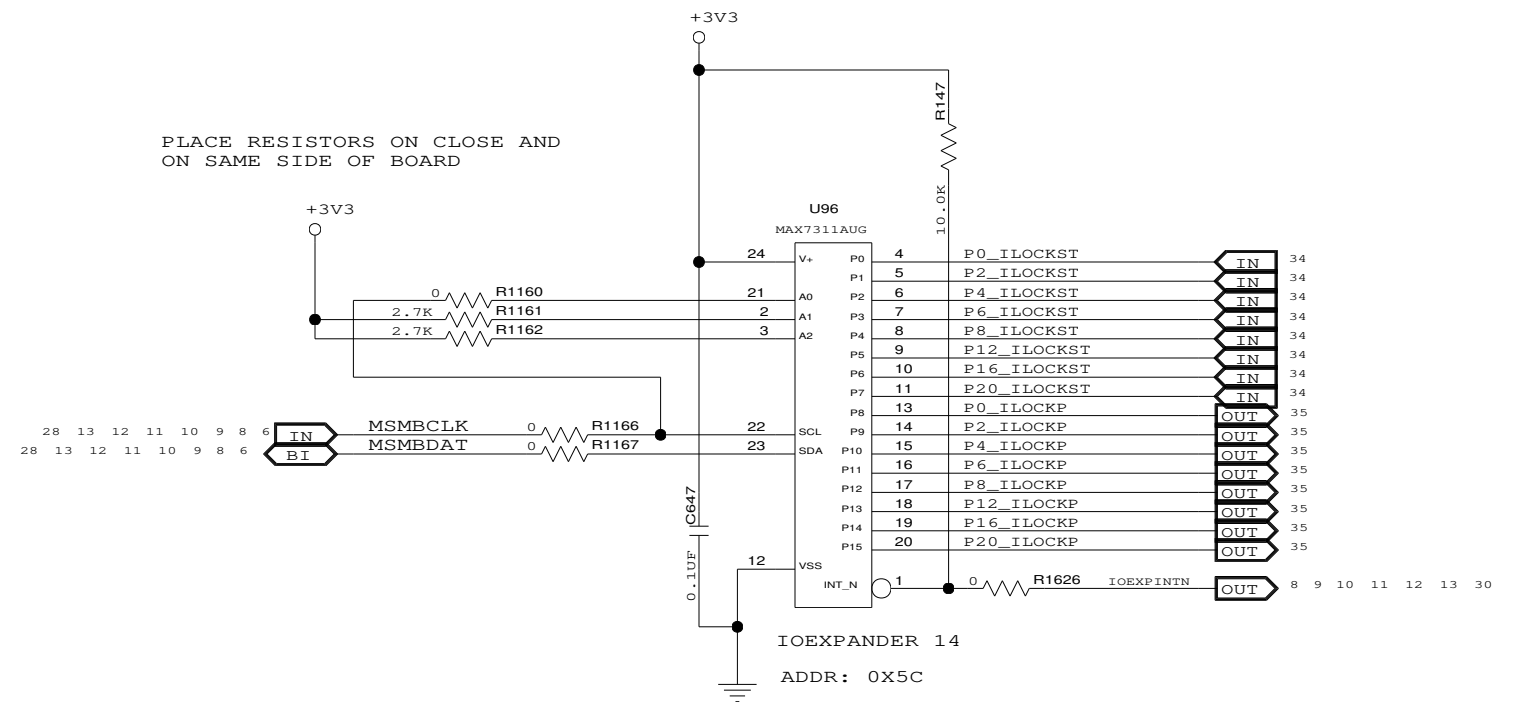 +3V3
R147
10.0K
PLACE RESISTORS ON CLOSE AND
ON SAME SIDE OF BOARD
+3V3
U96
MAX7311AUG
24 V+ P0 4 P0_ILOCKST IN 34
P1 5 P2_ILOCKST IN 34
0 R1160 21 A0 P2 6 P4_ILOCKST IN 34
2.7K R1161 2 A1 P3 7 P6_ILOCKST IN 34
2.7K R1162 3 A2 P4 8 P8_ILOCKST IN 34
P5 9 P12_ILOCKST IN 34
P6 10 P16_ILOCKST IN 34
P7 11 P20_ILOCKST IN 34
P8 13 P0_ILOCKP OUT 35
28 13 12 11 10 9 8 6 IN MSMBCLK 0 R1166 22 SCL P9 14 P2_ILOCKP OUT 35
28 13 12 11 10 9 8 6 BI MSMBDAT 0 R1167 23 SDA P10 15 P4_ILOCKP OUT 35
P11 16 P6_ILOCKP OUT 35
P12 17 P8_ILOCKP OUT 35
P13 18 P12_ILOCKP OUT 35
P14 19 P16_ILOCKP OUT 35
P15 20 P20_ILOCKP OUT 35
C647
0.1UF
12 VSS
INT_N 1 0 R1626 IOEXPINTN OUT 8 9 10 11 12 13 30
IOEXPANDER 14
ADDR: 0X5C